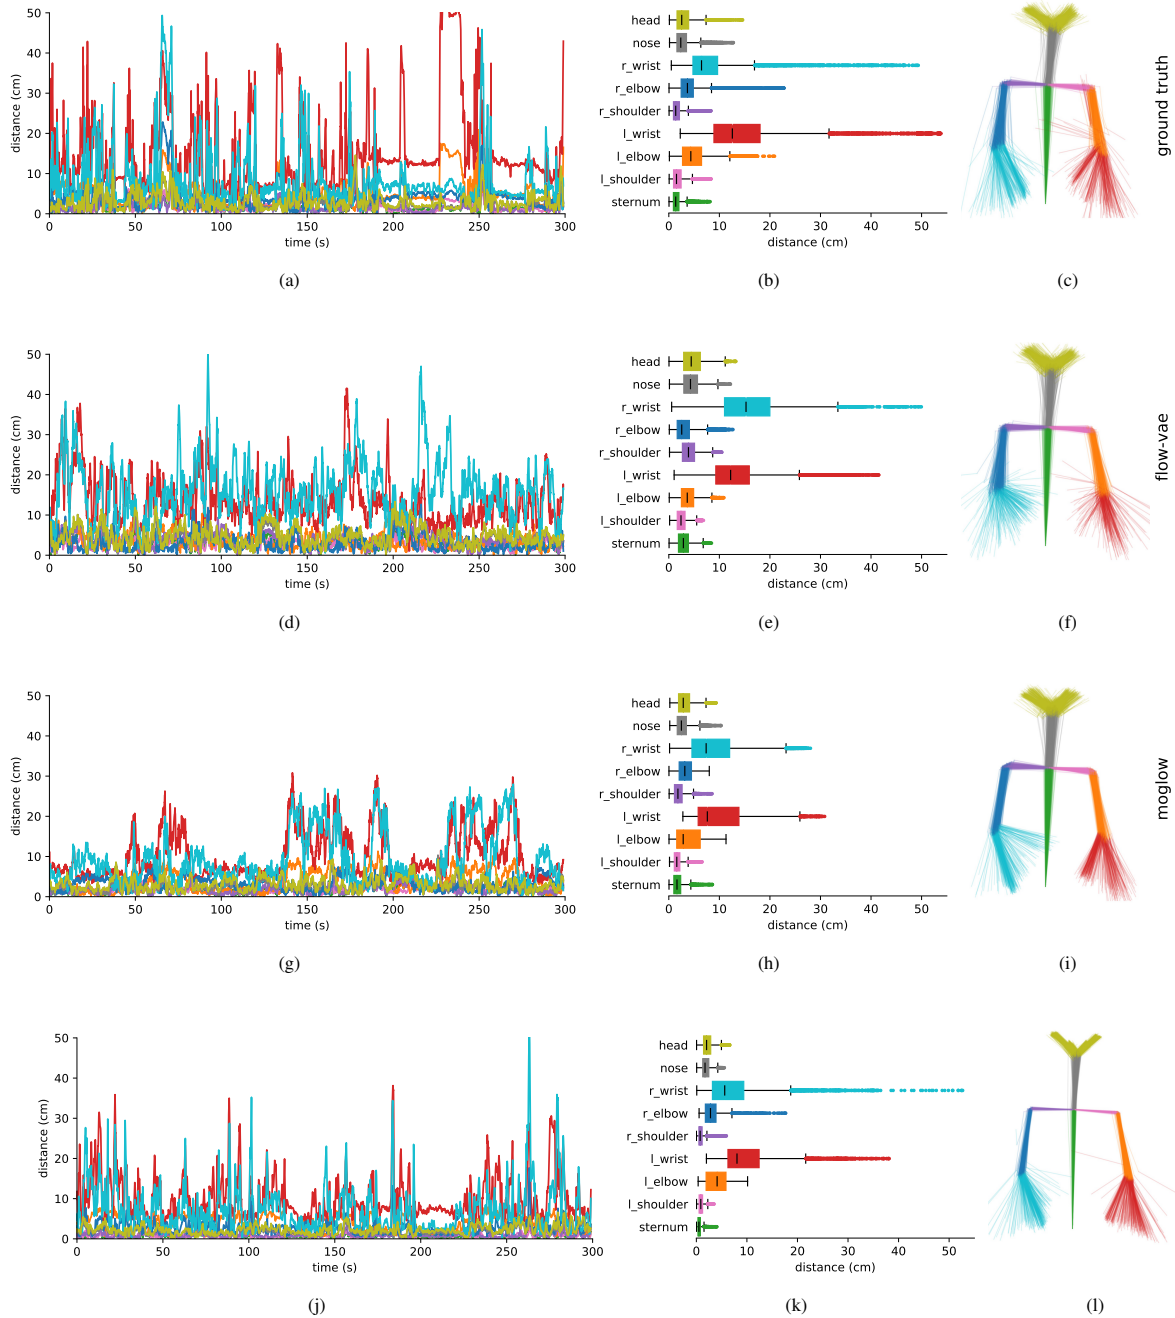 50
40
30
20
10
0
distance (cm)
0 50 100 150 200 250 300
time (s)
(a)
head
nose
r_wrist
r_elbow
r_shoulder
l_wrist
l_elbow
l_shoulder
sternum
0 10 20 30 40 50
distance (cm)
(b)
(c)
ground truth
50
40
30
20
10
0
distance (cm)
0 50 100 150 200 250 300
time (s)
(d)
head
nose
r_wrist
r_elbow
r_shoulder
l_wrist
l_elbow
l_shoulder
sternum
0 10 20 30 40 50
distance (cm)
(e)
(f)
flow-vae
50
40
30
20
10
0
distance (cm)
0 50 100 150 200 250 300
time (s)
(g)
head
nose
r_wrist
r_elbow
r_shoulder
l_wrist
l_elbow
l_shoulder
sternum
0 10 20 30 40 50
distance (cm)
(h)
(i)
moglow
50
40
30
20
10
0
distance (cm)
0 50 100 150 200 250 300
time (s)
(j)
head
nose
r_wrist
r_elbow
r_shoulder
l_wrist
l_elbow
l_shoulder
sternum
0 10 20 30 40 50
distance (cm)
(k)
(l)